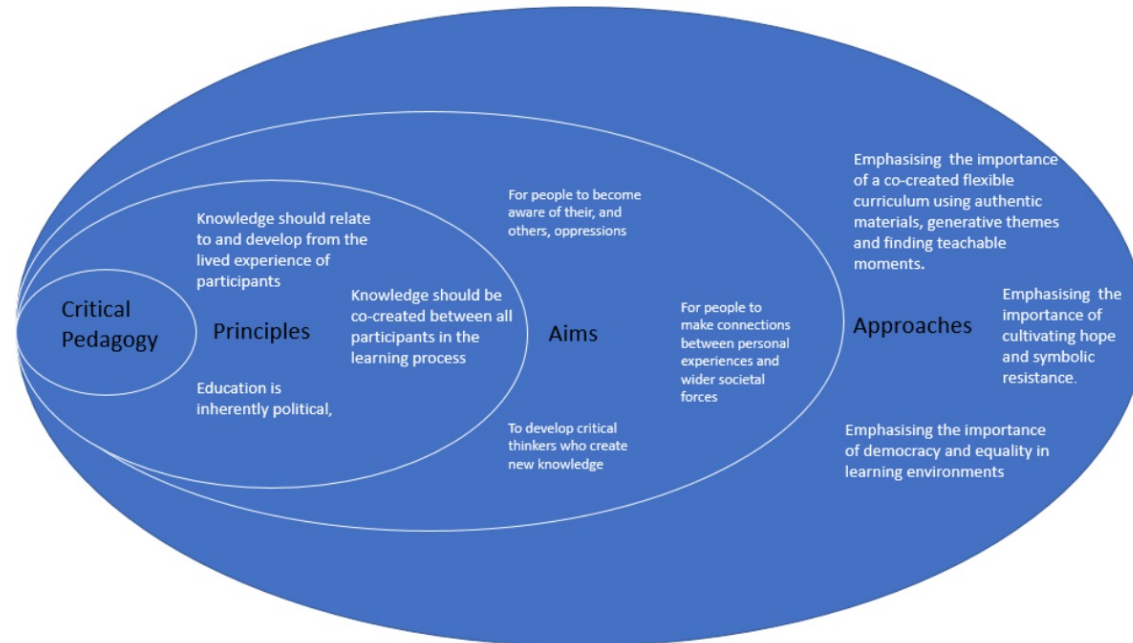 Critical
Pedagogy
Principles
Knowledge should relate
to and develop from the
lived experience of
participants
Knowledge should be
co-created between all
participants in the
learning process
Education is
inherently political,
Aims
For people to become
aware of their, and
others, oppressions
For people to
make connections
between personal
experiences and
wider societal
forces
To develop critical
thinkers who create
new knowledge
Approaches
Emphasising  the importance
of a co-created flexible
curriculum using authentic
materials, generative themes
and finding teachable
moments.
Emphasising  the
importance of
cultivating hope
and symbolic
resistance.
Emphasising the importance
of democracy and equality in
learning environments